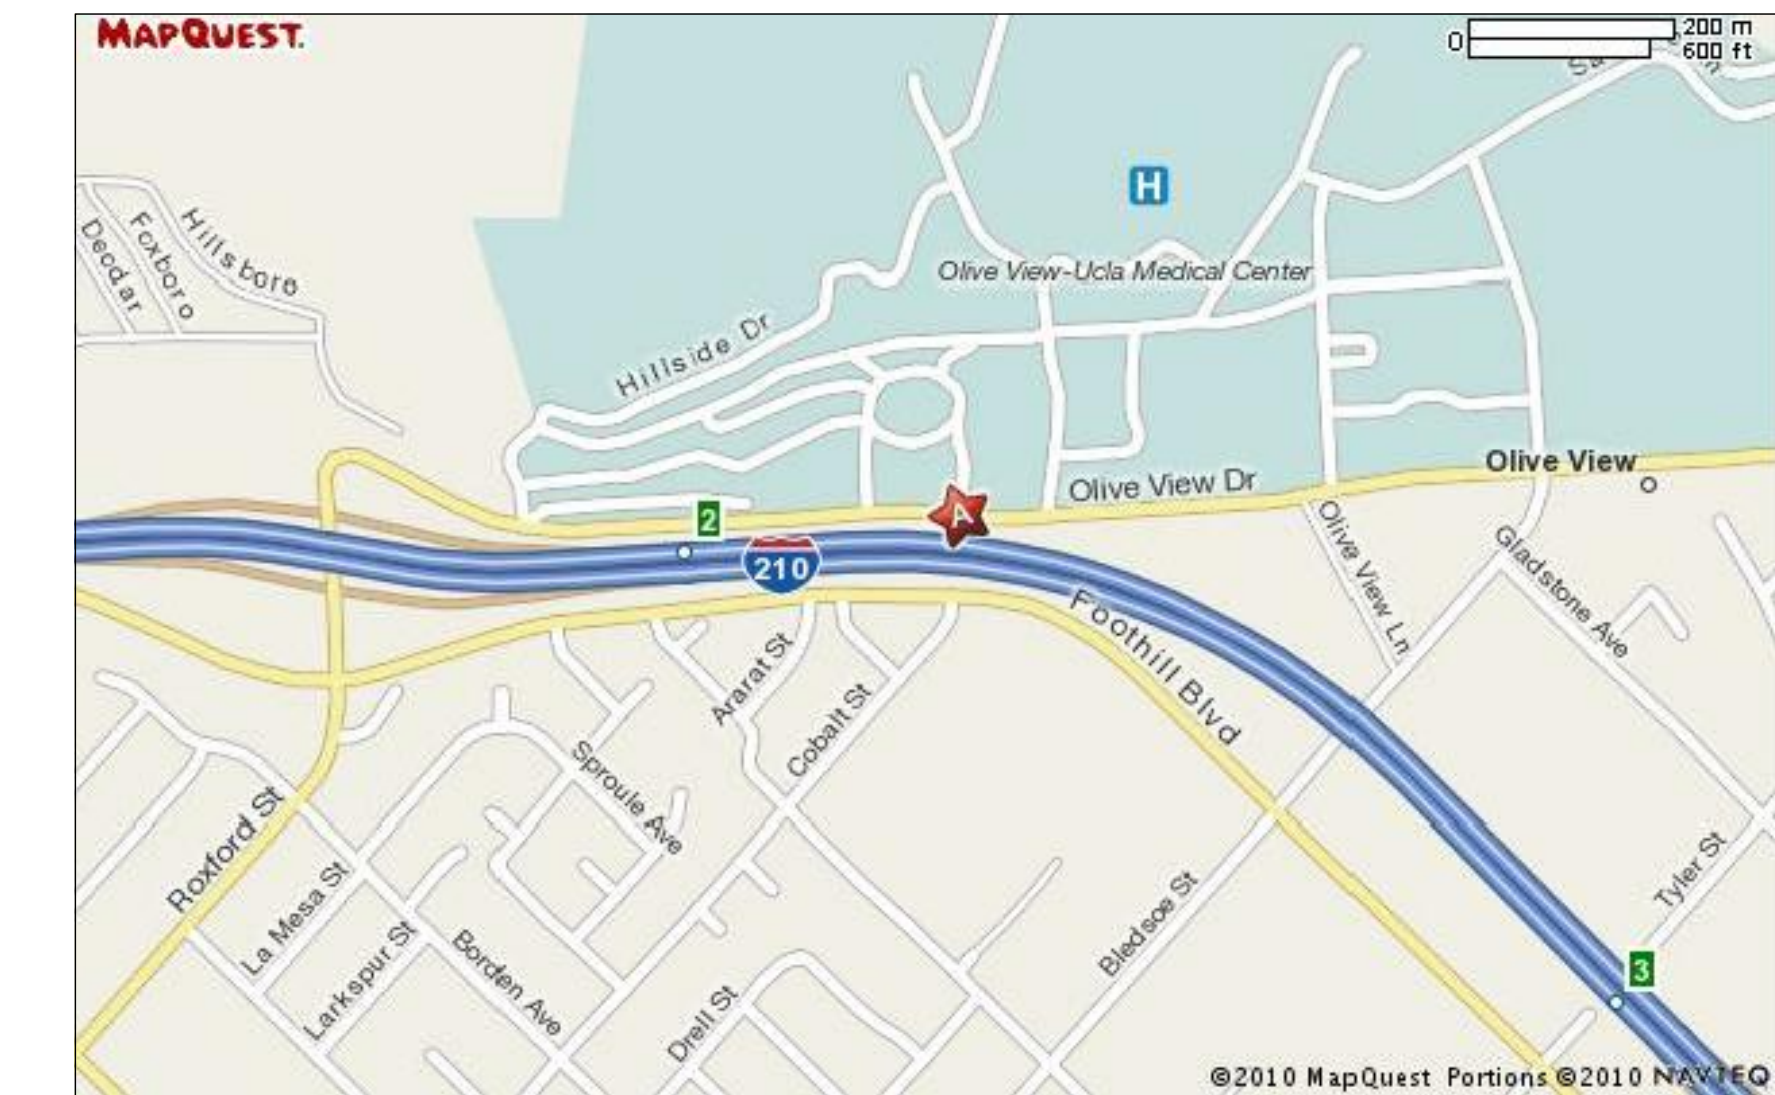 MAPQUEST.
0
200 m
600 ft
H
Olive View-Ucla Medical Center
Hillsboro
Foxboro
Deodar
Hillside Dr
Olive View
Olive View Dr
2
A
210
Olive View Ln
Gladstone Ave
Foothill Blvd
Ararat St
Cobalt St
Sproule Ave
Roxford St
La Mesa St
Larkspur St
Borden Ave
Drell St
Bledsoe St
Tyler St
3
©2010 MapQuest Portions ©2010 NAVTEQ